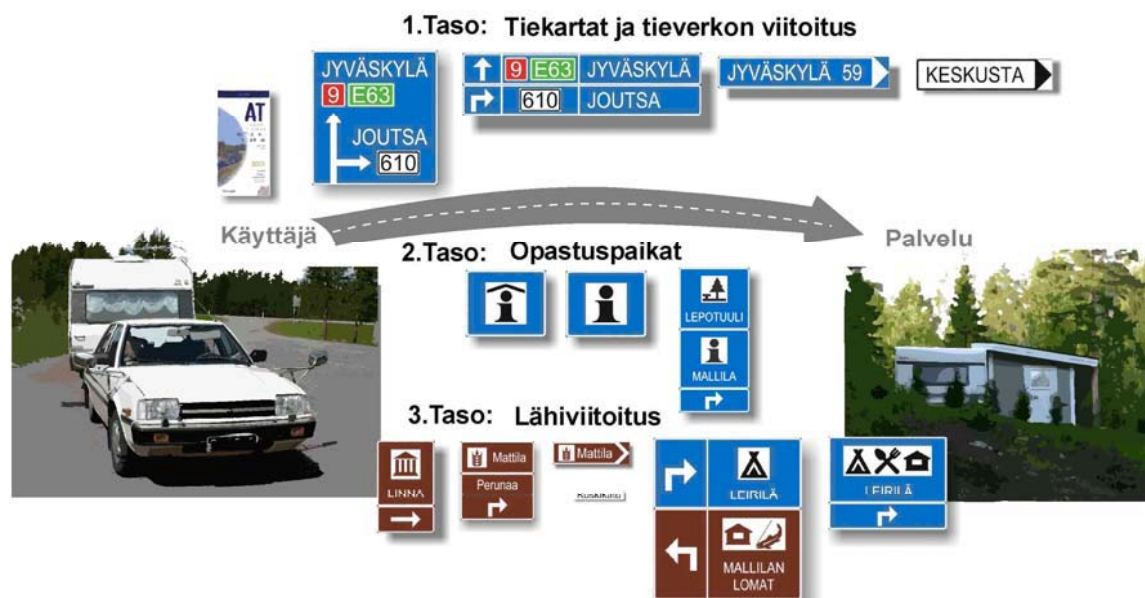 1.Taso: Tiekartat ja tieverkon viitoitus
JYVÄSKYLÄ
9 E63
JOUTSA
610
9 E63 JYVÄSKYLÄ
610 JOUTSA
JYVÄSKYLÄ 59
KESKUSTA
AT
Käyttäjä
Palvelu
2.Taso: Opastuspaikat
i
i
LEPOTUULI
i
MALLILA
3.Taso: Lähiviitoitus
LINNA
Mattila
Perunaa
Mattila
LEIRILÄ
MALLILAN
LOMAT
LEIRILÄ